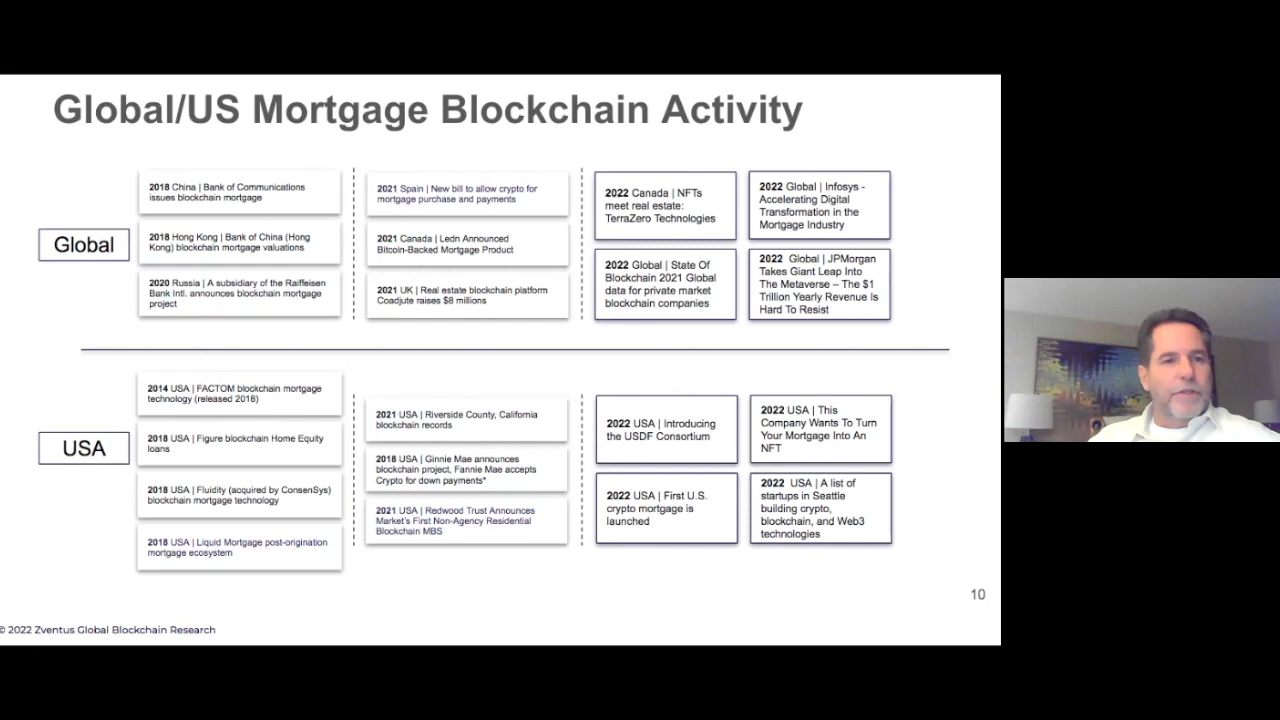 Global/US Mortgage Blockchain Activity
Global
2018 China | Bank of Communications
issues blockchain mortgage
2018 Hong Kong | Bank of China (Hong
Kong) blockchain mortgage valuations
2020 Russia | A subsidiary of the Raiffeisen
Bank Intl. announces blockchain mortgage
project
2021 Spain | New bill to allow crypto for
mortgage purchase and payments
2021 Canada | Ledn Announced
Bitcoin-Backed Mortgage Product
2021 UK | Real estate blockchain platform
Coadjute raises $8 millions
2022 Canada | NFTs
meet real estate:
TerraZero Technologies
2022 Global | State Of
Blockchain 2021 Global
data for private market
blockchain companies
2022 Global | Infosys -
Accelerating Digital
Transformation in the
Mortgage Industry
2022 Global | JPMorgan
Takes Giant Leap Into
The Metaverse – The $1
Trillion Yearly Revenue Is
Hard To Resist
USA
2014 USA | FACTOM blockchain mortgage
technology (released 2018)
2018 USA | Figure blockchain Home Equity
loans
2018 USA | Fluidity (acquired by ConsenSys)
blockchain mortgage technology
2018 USA | Liquid Mortgage post-origination
mortgage ecosystem
2021 USA | Riverside County, California
blockchain records
2018 USA | Ginnie Mae announces
blockchain project, Fannie Mae accepts
Crypto for down payments*
2021 USA | Redwood Trust Announces
Market's First Non-Agency Residential
Blockchain MBS
2022 USA | Introducing
the USDF Consortium
2022 USA | First U.S.
crypto mortgage is
launched
2022 USA | This
Company Wants To Turn
Your Mortgage Into An
NFT
2022 USA | A list of
startups in Seattle
building crypto,
blockchain, and Web3
technologies
10
© 2022 Zventus Global Blockchain Research